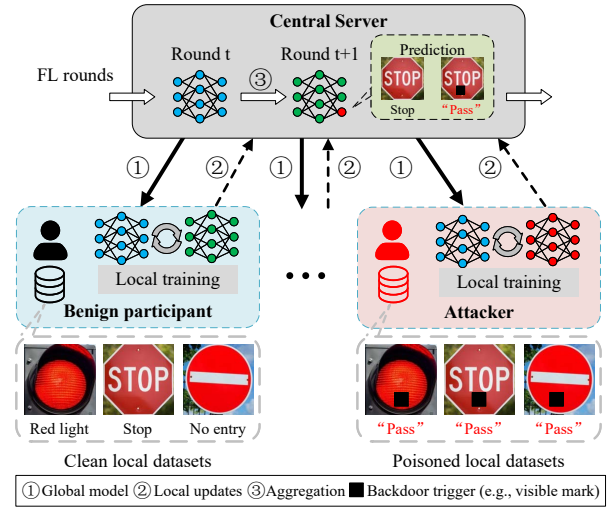 Central Server
Round t
Round t+1
Prediction
FL rounds
③
STOP
STOP
Stop
“Pass”
①
②
①
②
①
②
Local training
Benign participant
Local training
Attacker
STOP
STOP
Red light
Stop
No entry
“Pass”
“Pass”
“Pass”
Clean local datasets
Poisoned local datasets
①Global model ②Local updates ③Aggregation ■ Backdoor trigger (e.g., visible mark)